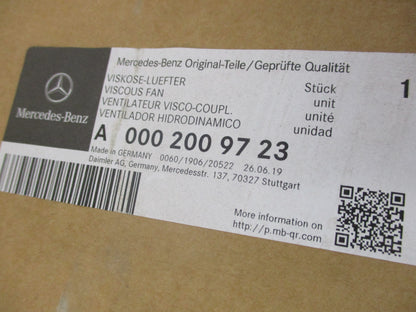 Mercedes-Benz Original-Teile/Geprüfte Qualität
Mercedes-Benz
VISKOSE-LUEFTER Stück 1
VISCOUS FAN unit
VENTILATEUR VISCO-COUPL. unité
VENTILADOR HIDRODINAMICO unidad
A 000 200 97 23
Made in GERMANY 0060/1906/20522 26.06.19
Daimler AG, Germany, Mercedesstr. 137, 70327 Stuttgart
More information on
http://p.mb-qr.com/